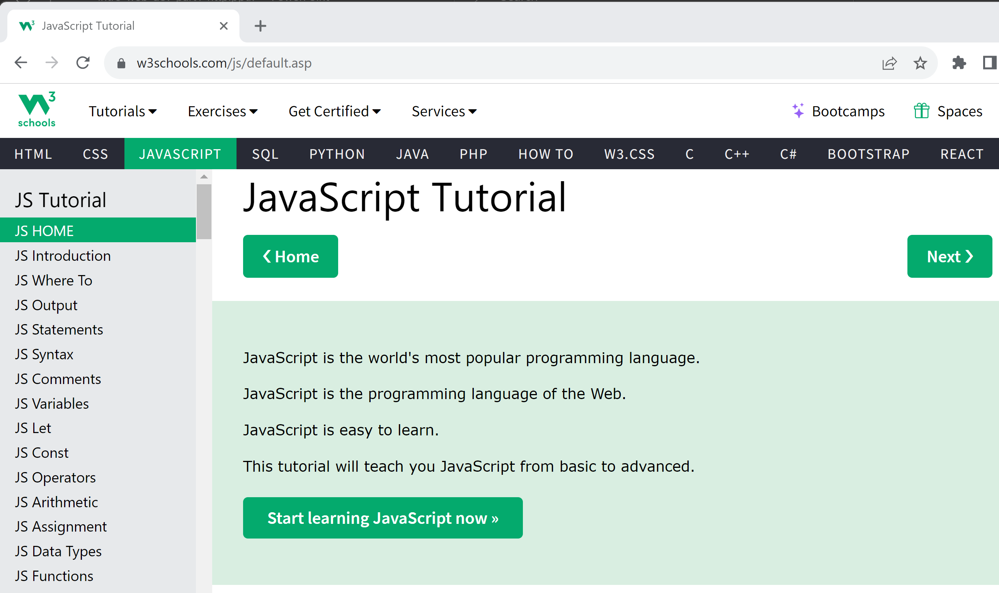 JavaScript Tutorial
w3schools.com/js/default.asp
W3 schools
Tutorials Exercises Get Certified Services Bootcamps Spaces
HTML CSS JAVASCRIPT SQL PYTHON JAVA PHP HOW TO W3.CSS C C++ C# BOOTSTRAP REACT
JS Tutorial
JS HOME
JS Introduction
JS Where To
JS Output
JS Statements
JS Syntax
JS Comments
JS Variables
JS Let
JS Const
JS Operators
JS Arithmetic
JS Assignment
JS Data Types
JS Functions
JavaScript Tutorial
❮ Home
Next ❯
JavaScript is the world's most popular programming language.
JavaScript is the programming language of the Web.
JavaScript is easy to learn.
This tutorial will teach you JavaScript from basic to advanced.
Start learning JavaScript now »